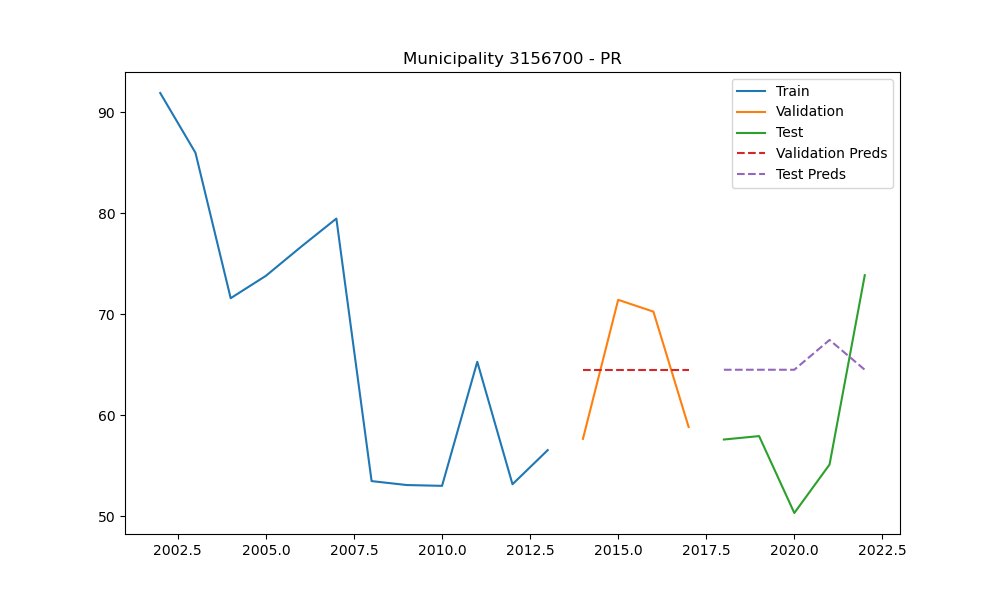 Municipality 3156700 - PR
Train
Validation
Test
Validation Preds
Test Preds
90
80
70
60
50
2002.5 2005.0 2007.5 2010.0 2012.5 2015.0 2017.5 2020.0 2022.5